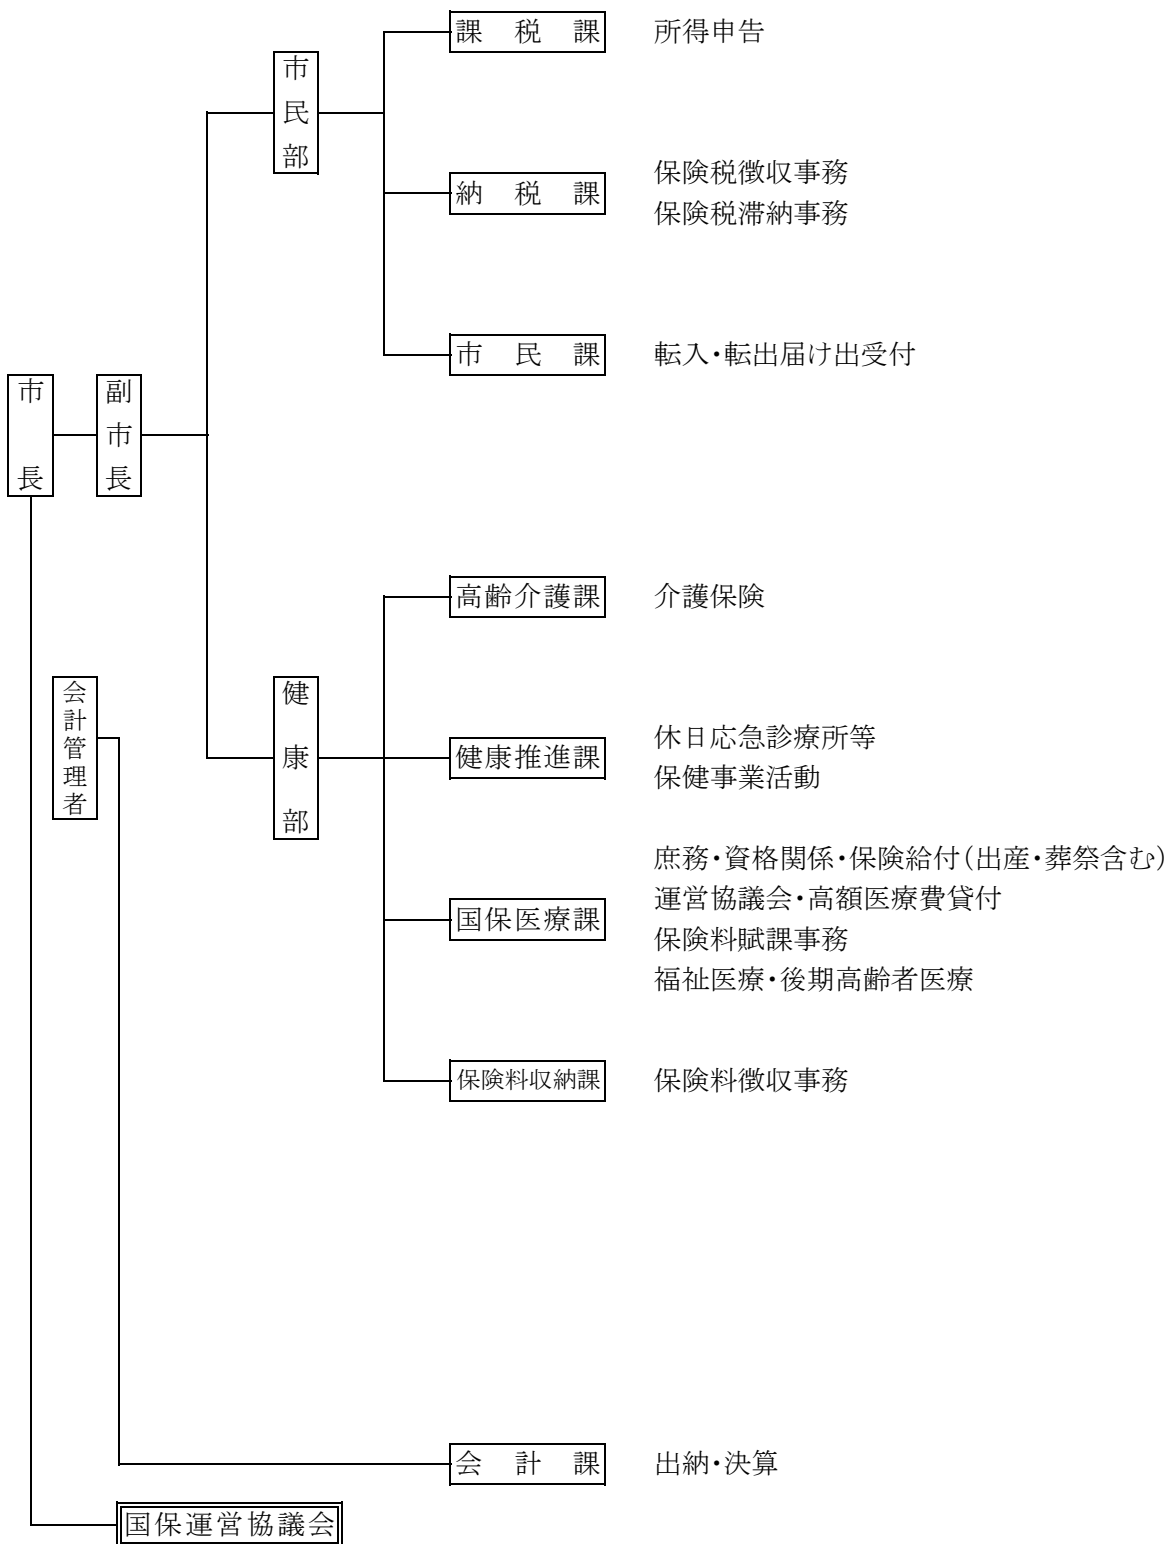 市長
副市長
市民部
課税課
所得申告
納税課
保険税徴収事務
保険税滞納事務
市民課
転入・転出届け出受付
健康部
高齢介護課
介護保険
健康推進課
休日応急診療所等
保健事業活動
国保医療課
庶務・資格関係・保険給付(出産・葬祭含む)
運営協議会・高額医療費貸付
保険料賦課事務
福祉医療・後期高齢者医療
保険料収納課
保険料徴収事務
会計管理者
会計課
出納・決算
国保運営協議会